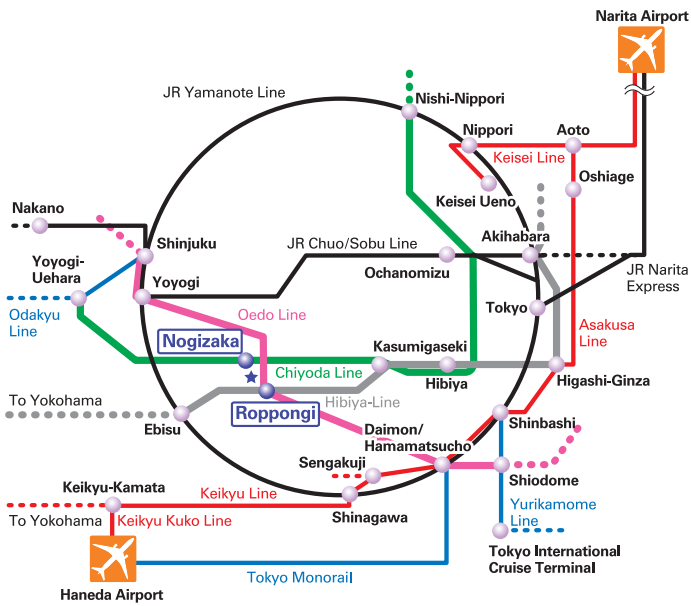 Narita Airport
JR Yamanote Line
Nishi-Nippori
Nippori
Aoto
Keisei Line
Oshiage
Keisei Ueno
Nakano
Shinjuku
JR Chuo/Sobu Line
Akihabara
Yoyogi-
Uehara
Ochanomizu
JR Narita
Express
Yoyogi
Tokyo
Odakyu
Line
Oedo Line
Asakusa
Line
Nogizaka
Kasumigaseki
Chiyoda Line
Hibiya
Higashi-Ginza
To Yokohama
Hibiya-Line
Roppongi
Ebisu
Daimon/
Hamamatsucho
Shinbashi
Sengakuji
Shiodome
Keikyu-Kamata
Keikyu Line
Yurikamome
Line
To Yokohama
Keikyu Kuko Line
Shinagawa
Tokyo International
Cruise Terminal
Tokyo Monorail
Haneda Airport